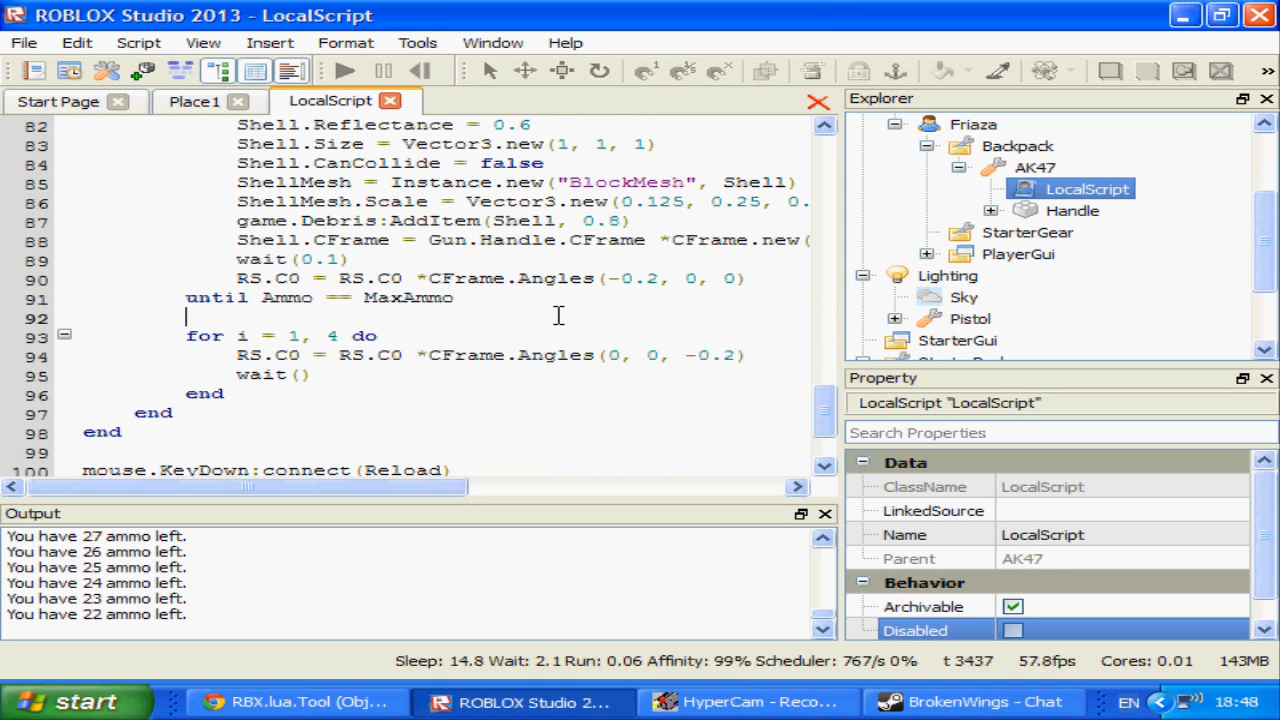 ROBLOX Studio 2013 - LocalScript
File Edit Script View Insert Format Tools Window Help
Start Page Place1 LocalScript
82 Shell.Reflectance = 0.6
83 Shell.Size = Vector3.new(1, 1, 1)
84 Shell.CanCollide = false
85 ShellMesh = Instance.new("BlockMesh", Shell)
86 ShellMesh.Scale = Vector3.new(0.125, 0.25, 0.
87 game.Debris:AddItem(Shell, 0.8)
88 Shell.CFrame = Gun.Handle.CFrame *CFrame.new(
89 wait(0.1)
90 RS.C0 = RS.C0 *CFrame.Angles(-0.2, 0, 0)
91 until Ammo == MaxAmmo
92
93 for i = 1, 4 do
94 RS.C0 = RS.C0 *CFrame.Angles(0, 0, -0.2)
95 wait()
96 end
97 end
98 end
99
100 mouse.KeyDown:connect(Reload)
Output
You have 27 ammo left.
You have 26 ammo left.
You have 25 ammo left.
You have 24 ammo left.
You have 23 ammo left.
You have 22 ammo left.
Explorer
Friaza
Backpack
AK47
LocalScript
Handle
StarterGear
PlayerGui
Lighting
Sky
Pistol
StarterGui
Property
LocalScript "LocalScript"
Search Properties
Data
ClassName LocalScript
LinkedSource
Name LocalScript
Parent AK47
Behavior
Archivable
Disabled
Sleep: 14.8 Wait: 2.1 Run: 0.06 Affinity: 99% Scheduler: 767/s 0% t 3437 57.8fps Cores: 0.01 143MB
start RBX.lua.Tool (Obj... ROBLOX Studio 2... HyperCam - Reco... BrokenWings - Chat EN 18:48